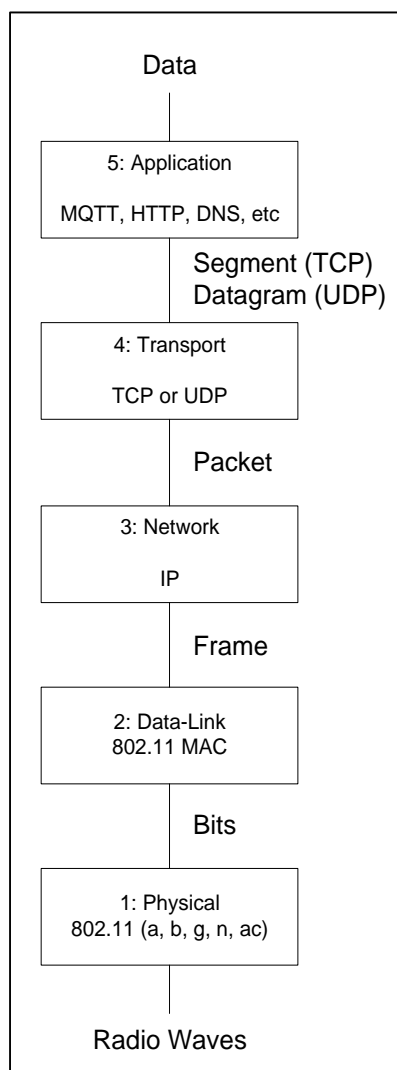 Data
5: Application
MQTT, HTTP, DNS, etc
Segment (TCP)
Datagram (UDP)
4: Transport
TCP or UDP
Packet
3: Network
IP
Frame
2: Data-Link
802.11 MAC
Bits
1: Physical
802.11 (a, b, g, n, ac)
Radio Waves